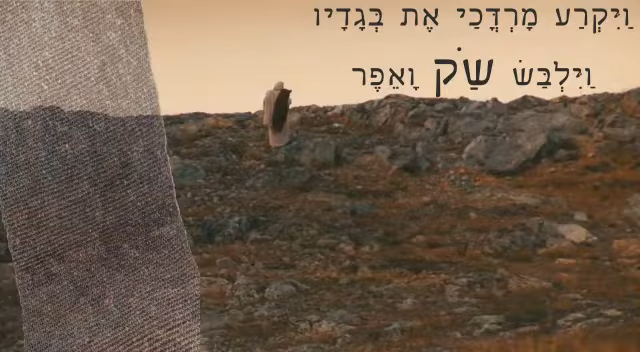 וַיִּקְרַע מָרְדֳּכַי אֶת בְּגָדָיו
וַיִּלְבַּשׁ שַׂק וָאֵפֶר